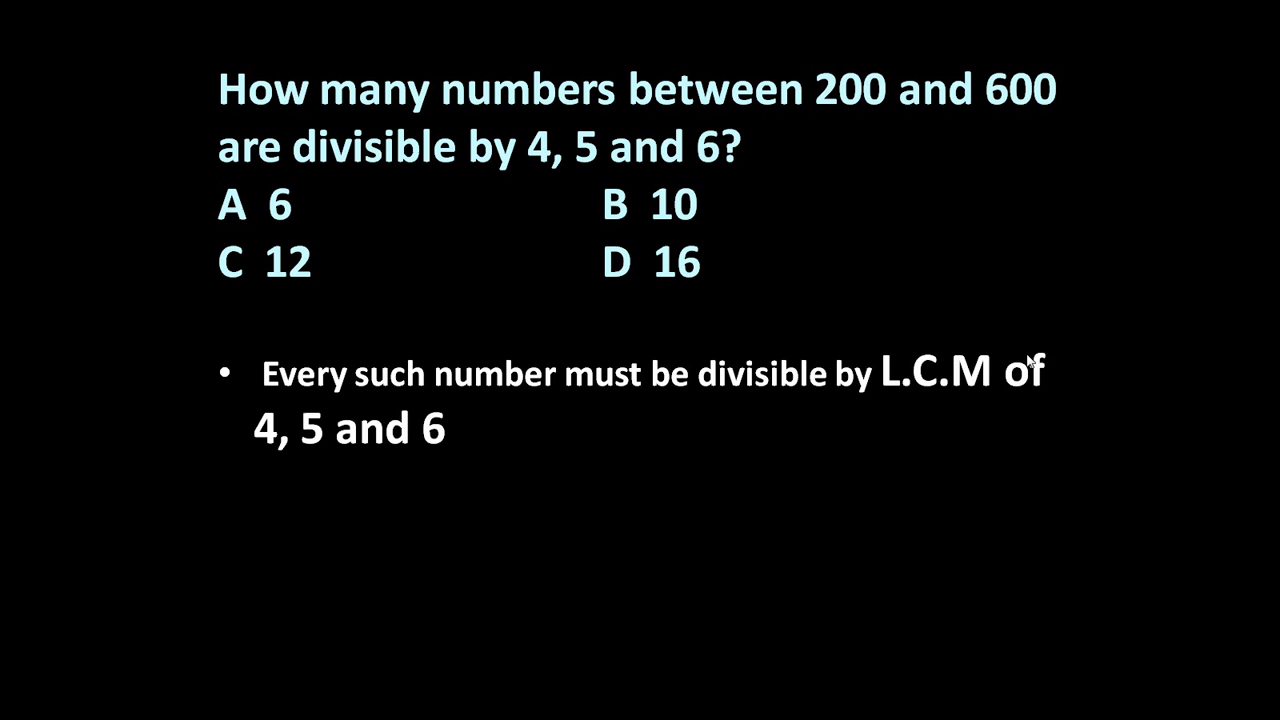 How many numbers between 200 and 600
are divisible by 4, 5 and 6?
A 6 B 10
C 12 D 16
• Every such number must be divisible by L.C.M of
4, 5 and 6